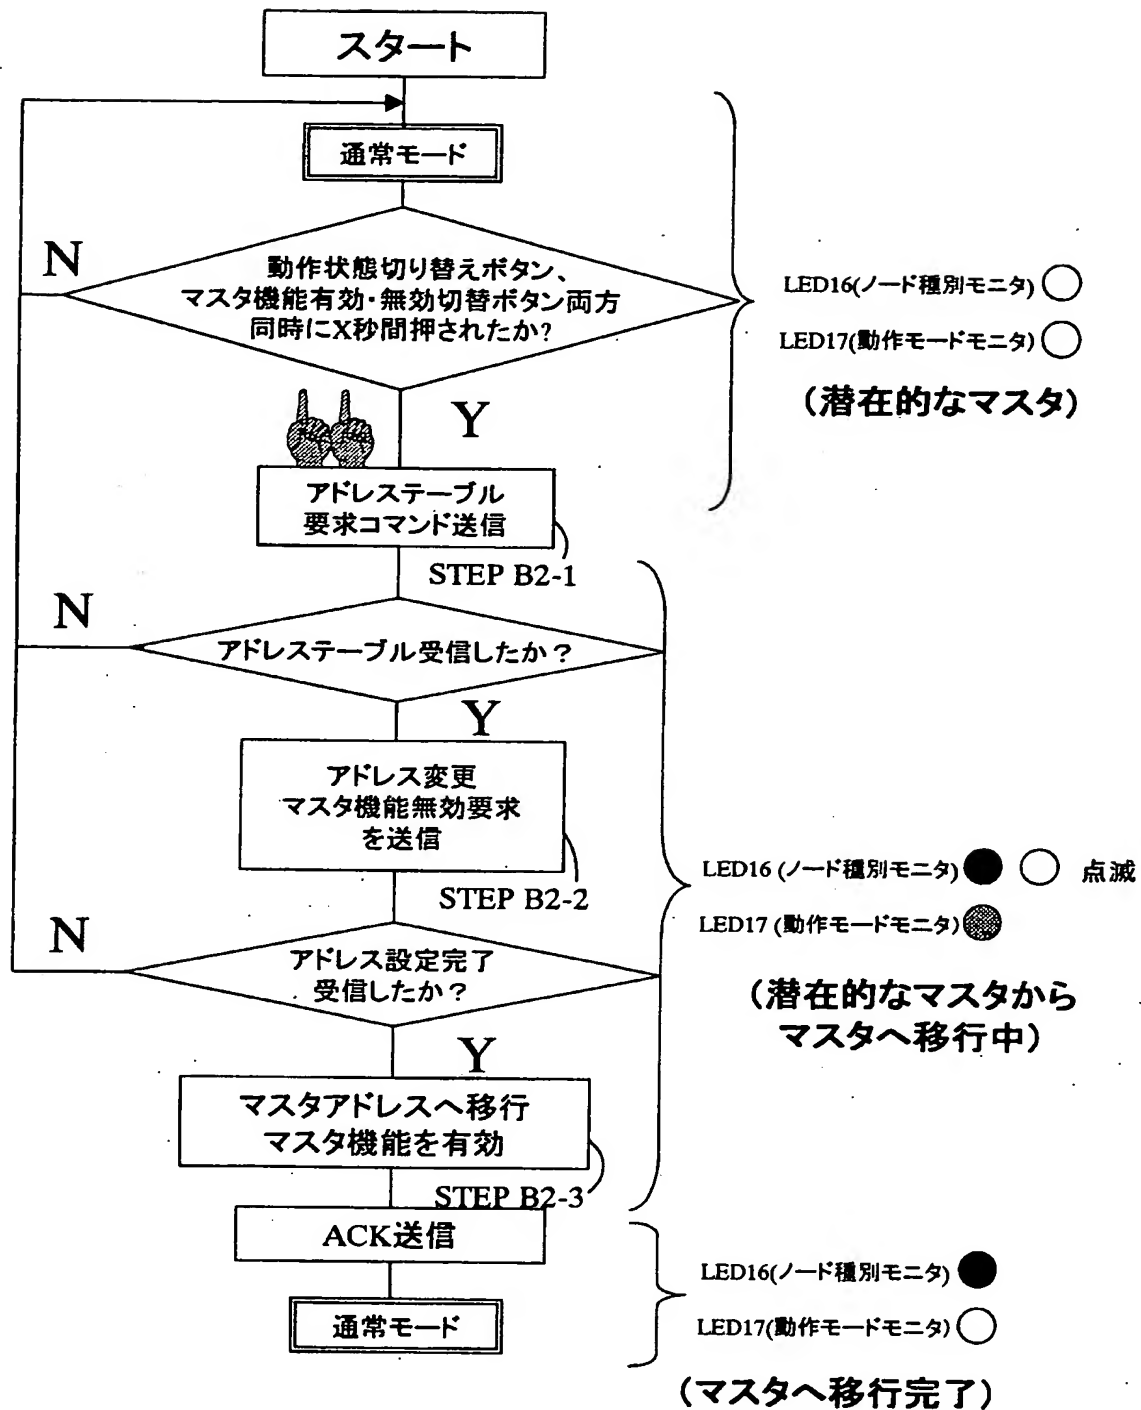 スタート
通常モード
N
動作状態切り替えボタン、
マスタ機能有効・無効切替ボタン両方
同時にX秒間押されたか?
LED16(ノード種別モニタ)
LED17(動作モードモニタ)
(潜在的なマスタ)
Y
アドレステーブル
要求コマンド送信
STEP B2-1
N
アドレステーブル受信したか?
Y
アドレス変更
マスタ機能無効要求
を送信
STEP B2-2
LED16 (ノード種別モニタ) 点滅
LED17 (動作モードモニタ)
(潜在的なマスタから
マスタへ移行中)
N
アドレス設定完了
受信したか?
Y
マスタアドレスへ移行
マスタ機能を有効
STEP B2-3
ACK送信
通常モード
LED16(ノード種別モニタ)
LED17(動作モードモニタ)
(マスタへ移行完了)